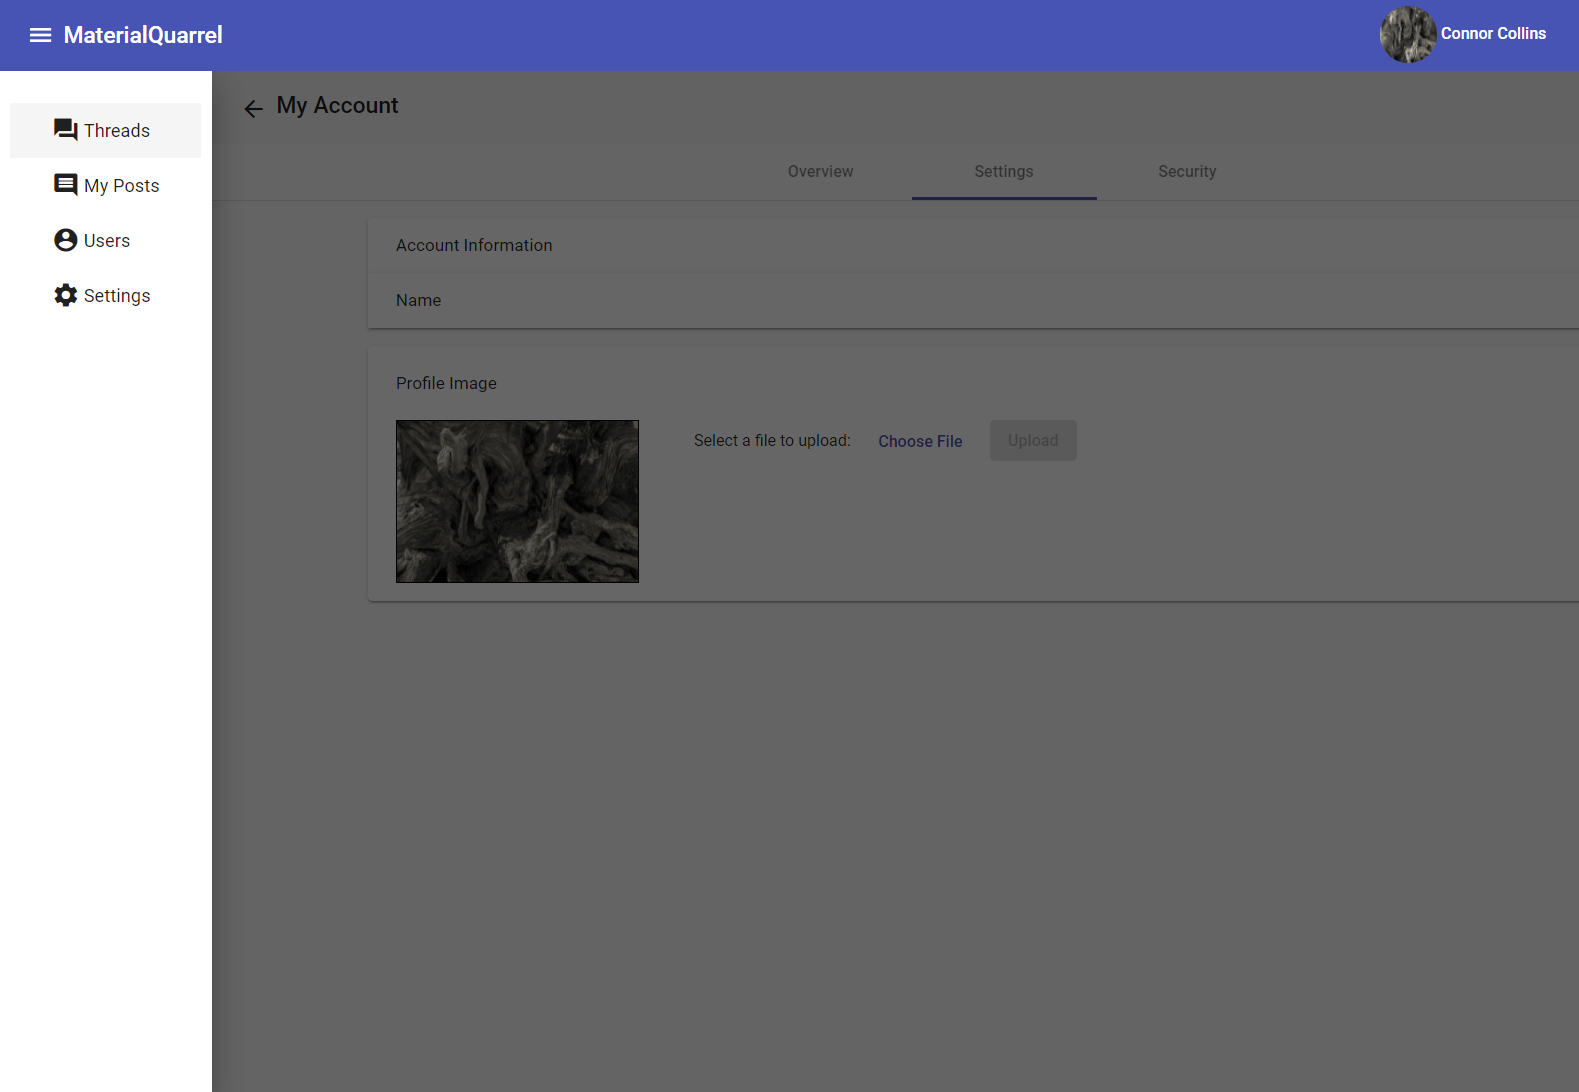 MaterialQuarrel
Connor Collins
Threads
My Posts
Users
Settings
My Account
Overview
Settings
Security
Account Information
Name
Profile Image
Select a file to upload:
Choose File
Upload